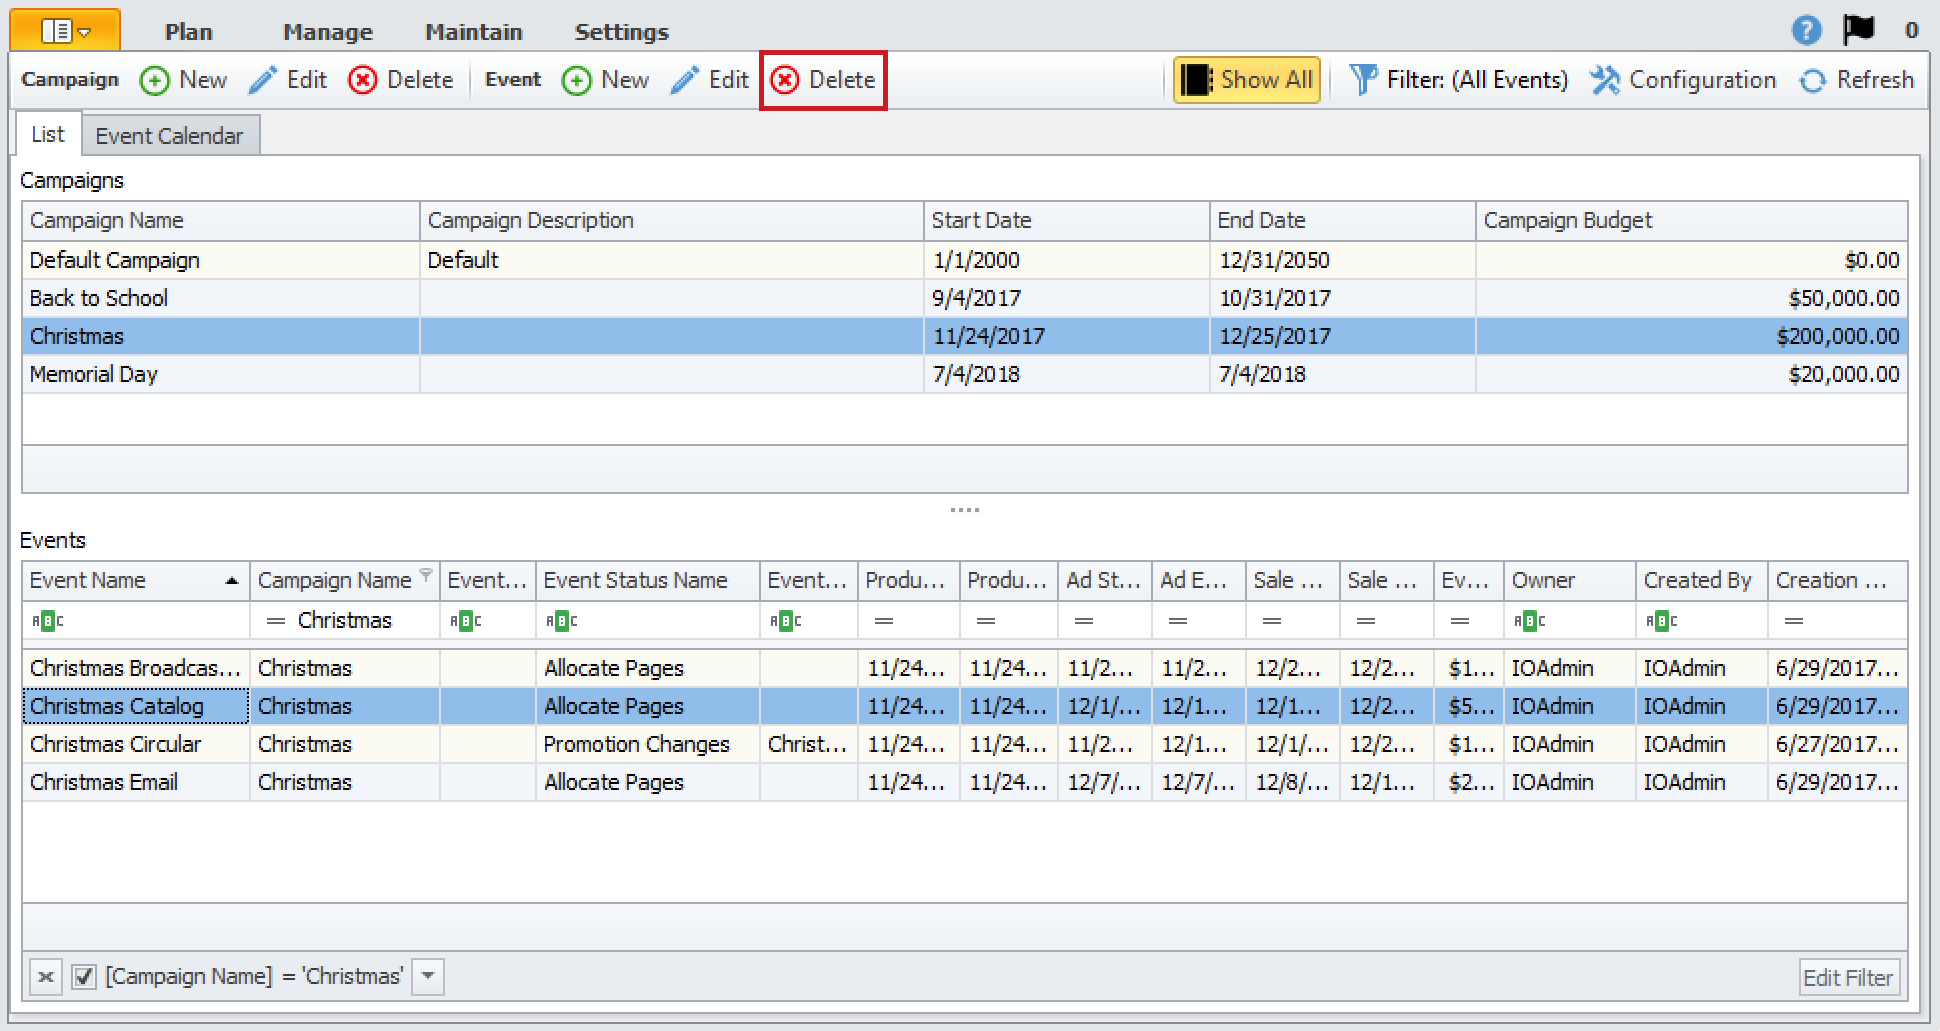 Plan Manage Maintain Settings 0
Campaign New Edit Delete Event New Edit Delete Show All Filter: (All Events) Configuration Refresh
List Event Calendar
Campaigns
Campaign Name Campaign Description Start Date End Date Campaign Budget
Default Campaign Default 1/1/2000 12/31/2050 $0.00
Back to School 9/4/2017 10/31/2017 $50,000.00
Christmas 11/24/2017 12/25/2017 $200,000.00
Memorial Day 7/4/2018 7/4/2018 $20,000.00
Events
Event Name Campaign Name Event... Event Status Name Event... Produ... Produ... Ad St... Ad E... Sale ... Sale ... Ev... Owner Created By Creation ...
ABC = Christmas ABC ABC ABC = = = = = = = ABC ABC =
Christmas Broadcas... Christmas Allocate Pages 11/24... 11/24... 11/2... 11/2... 12/2... 12/2... $1... IOAdmin IOAdmin 6/29/2017...
Christmas Catalog Christmas Allocate Pages 11/24... 11/24... 12/1/... 12/1... 12/1... 12/2... $5... IOAdmin IOAdmin 6/29/2017...
Christmas Circular Christmas Promotion Changes Christ... 11/24... 11/24... 11/2... 12/1... 12/1/... 12/2... $1... IOAdmin IOAdmin 6/27/2017...
Christmas Email Christmas Allocate Pages 11/24... 11/24... 12/7/... 12/7/... 12/8/... 12/1... $2... IOAdmin IOAdmin 6/29/2017...
[Campaign Name] = 'Christmas' Edit Filter